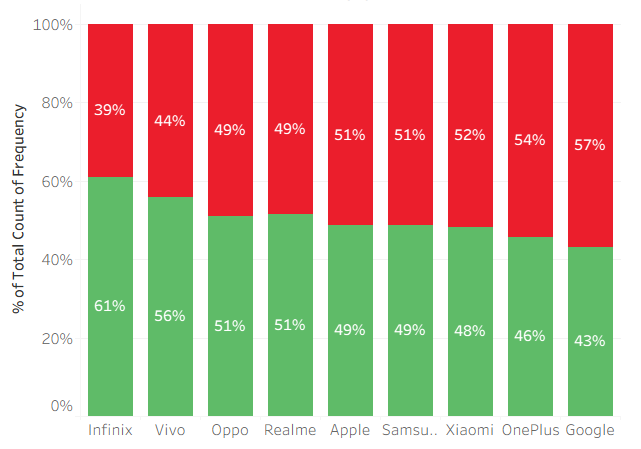 % of Total Count of Frequency
100%
80%
60%
40%
20%
0%
39% 44% 49% 49% 51% 51% 52% 54% 57%
61% 56% 51% 51% 49% 49% 48% 46% 43%
Infinix Vivo Oppo Realme Apple Samsu.. Xiaomi OnePlus Google